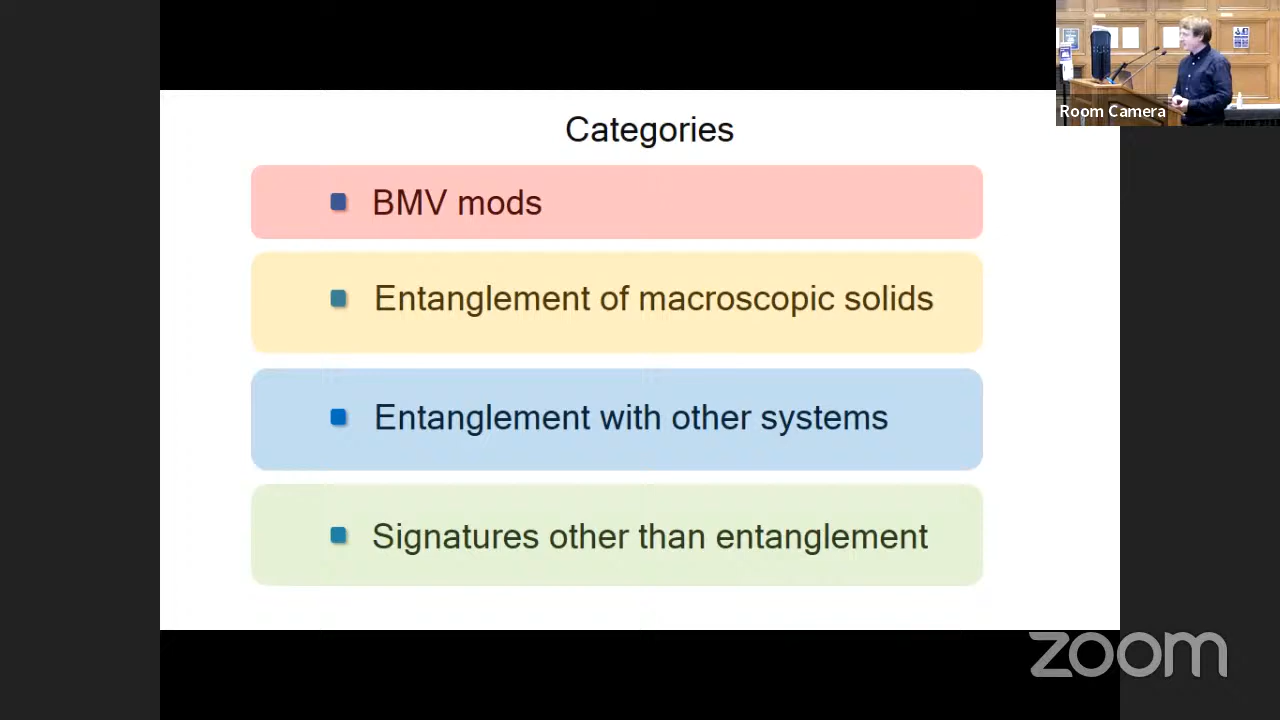 Categories
BMV mods
Entanglement of macroscopic solids
Entanglement with other systems
Signatures other than entanglement
Room Camera
zoom